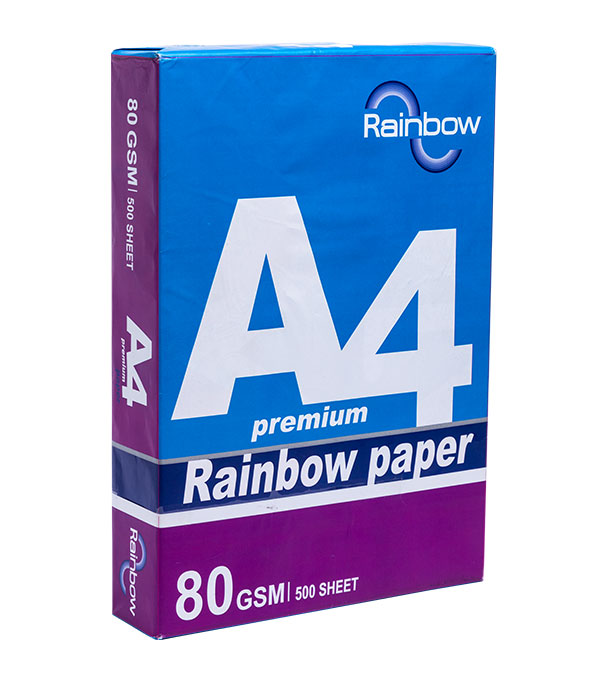 Rainbow
A4
premium
Rainbow paper
80 GSM | 500 SHEET
80 GSM | 500 SHEET
A4
premium
Rainbow